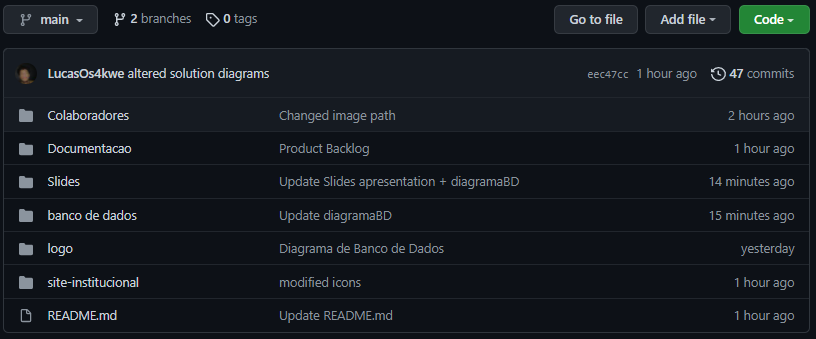 main 2 branches 0 tags Go to file Add file Code
LucasOs4kwe altered solution diagrams eec47cc 1 hour ago 47 commits
Colaboradores Changed image path 2 hours ago
Documentacao Product Backlog 1 hour ago
Slides Update Slides apresentation + diagramaBD 14 minutes ago
banco de dados Update diagramaBD 15 minutes ago
logo Diagrama de Banco de Dados yesterday
site-institucional modified icons 1 hour ago
README.md Update README.md 1 hour ago